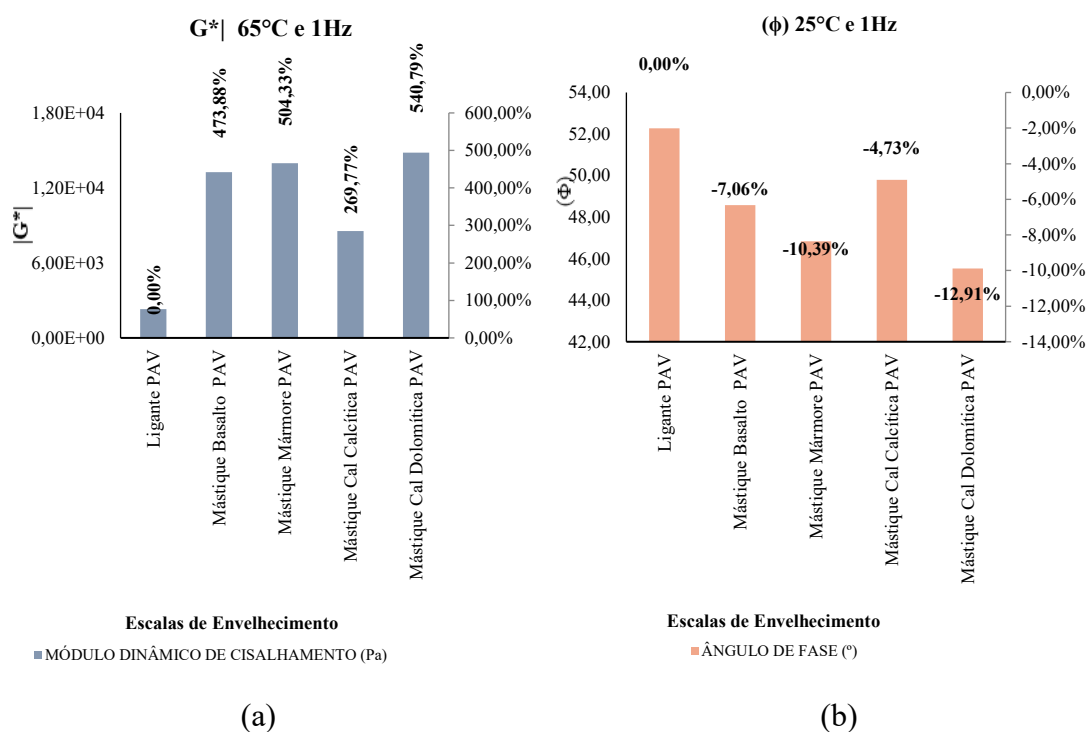 G*| 65°C e 1Hz
0,00%
473,88%
504,33%
269,77%
540,79%
1,80E+04
1,20E+04
6,00E+03
0,00E+00
|G*|
600,00%
500,00%
400,00%
300,00%
200,00%
100,00%
0,00%
Ligante PAV
Mástique Basalto PAV
Mástique Mármore PAV
Mástique Cal Calcítica PAV
Mástique Cal Dolomítica PAV
Escalas de Envelhecimento
MÓDULO DINÂMICO DE CISALHAMENTO (Pa)
(a)
(ϕ) 25°C e 1Hz
0,00%
-7,06%
-10,39%
-4,73%
-12,91%
54,00
52,00
50,00
48,00
46,00
44,00
42,00
(Φ)
0,00%
-2,00%
-4,00%
-6,00%
-8,00%
-10,00%
-12,00%
-14,00%
Ligante PAV
Mástique Basalto PAV
Mástique Mármore PAV
Mástique Cal Calcítica PAV
Mástique Cal Dolomítica PAV
Escalas de Envelhecimento
ÂNGULO DE FASE (º)
(b)